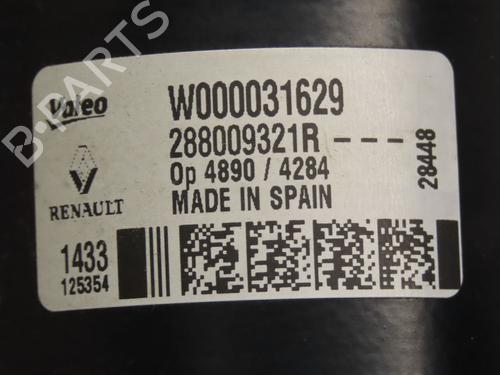 B-PARTS
Valeo
W000031629
288009321R - - -
Op 4890 / 4284
MADE IN SPAIN
28448
RENAULT
1433
125354